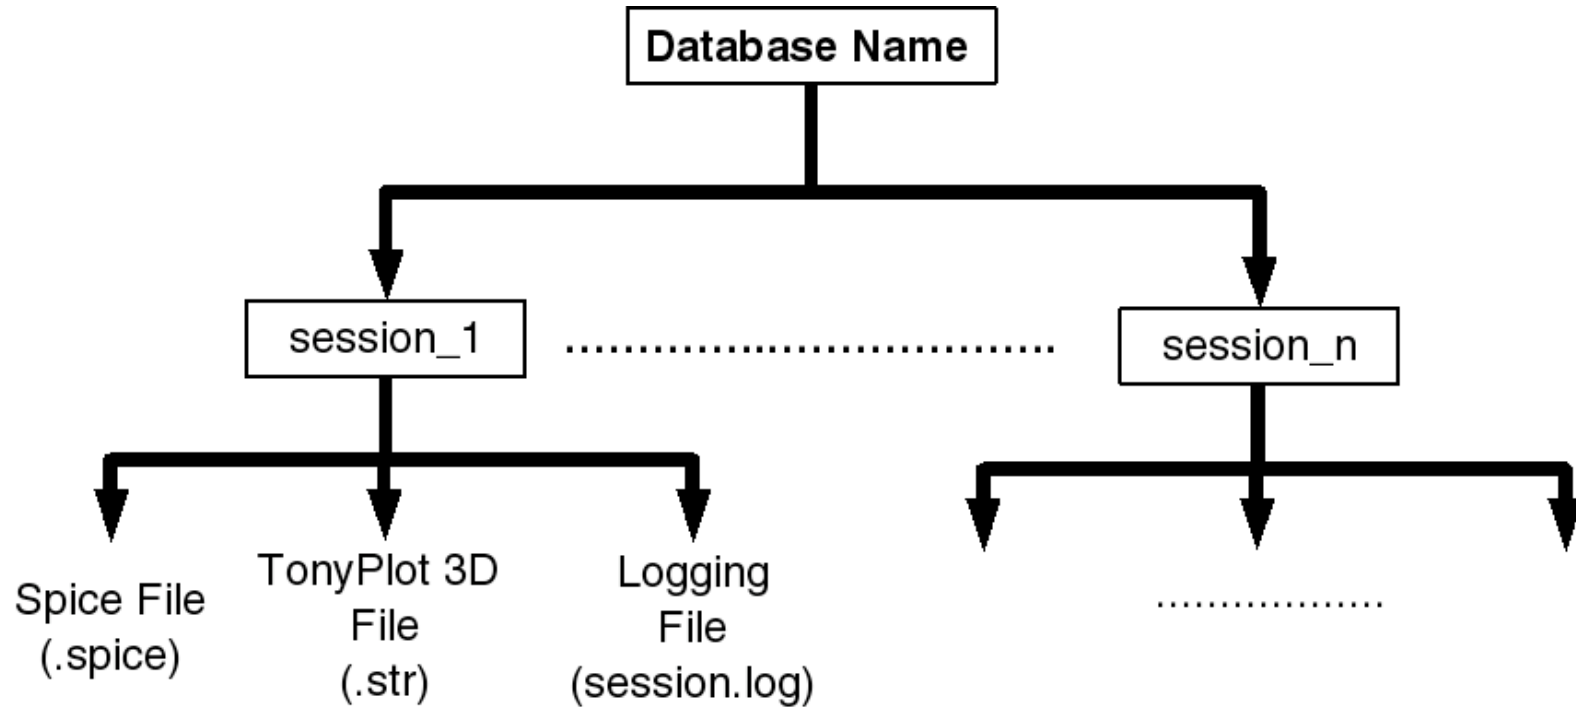 Database Name
session_1
................................
session_n
Spice File
(.spice)
TonyPlot 3D
File
(.str)
Logging
File
(session.log)
..................